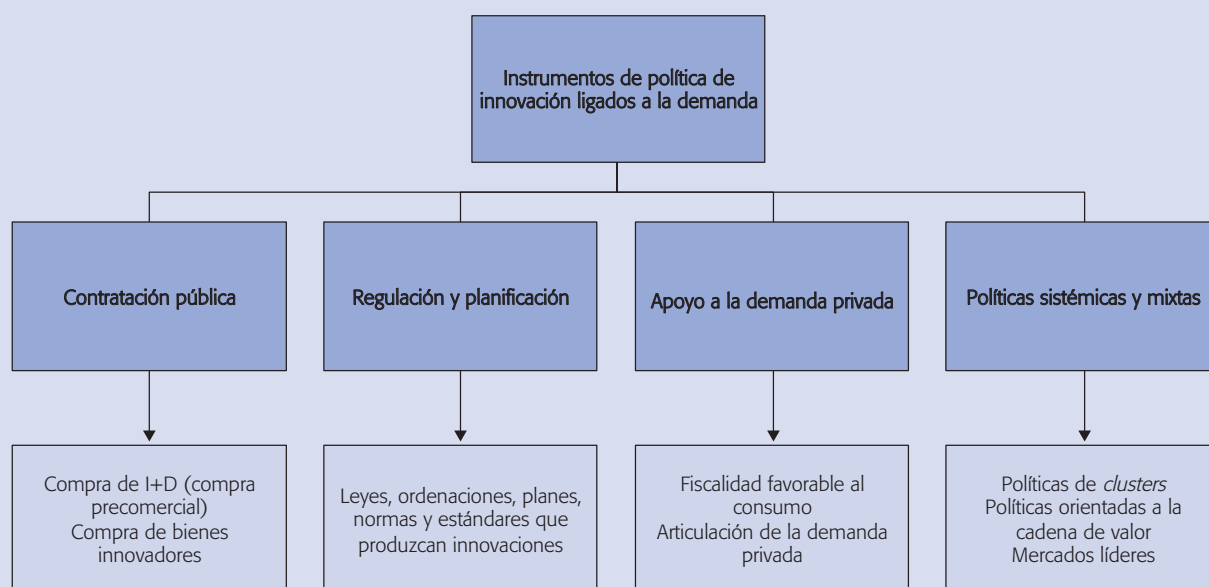 Instrumentos de política de
innovación ligados a la demanda
Contratación pública
Regulación y planificación
Apoyo a la demanda privada
Políticas sistémicas y mixtas
Compra de I+D (compra
precomercial)
Compra de bienes
innovadores
Leyes, ordenaciones, planes,
normas y estándares que
produzcan innovaciones
Fiscalidad favorable al
consumo
Articulación de la demanda
privada
Políticas de clusters
Políticas orientadas a la
cadena de valor
Mercados líderes